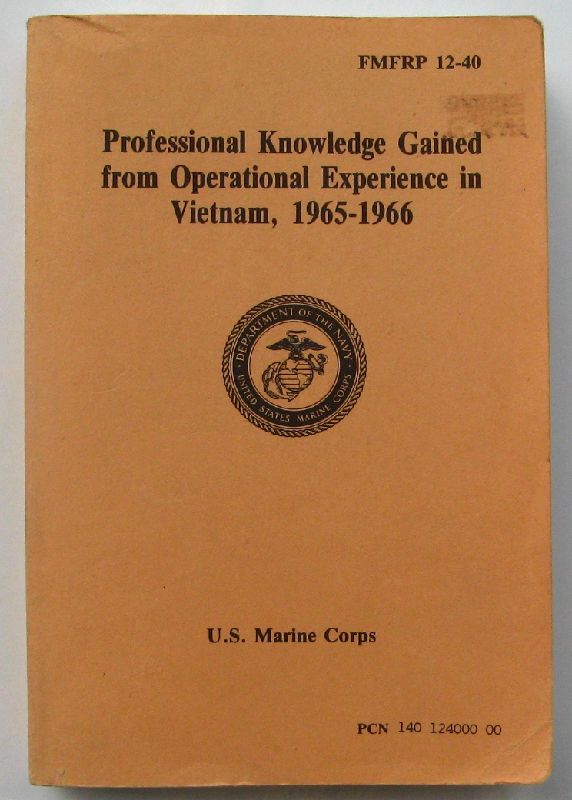 FMFRP 12-40
Professional Knowledge Gained
from Operational Experience in
Vietnam, 1965-1966
DEPARTMENT OF THE NAVY
UNITED STATES MARINE CORPS
U.S. Marine Corps
PCN 140 124000 00